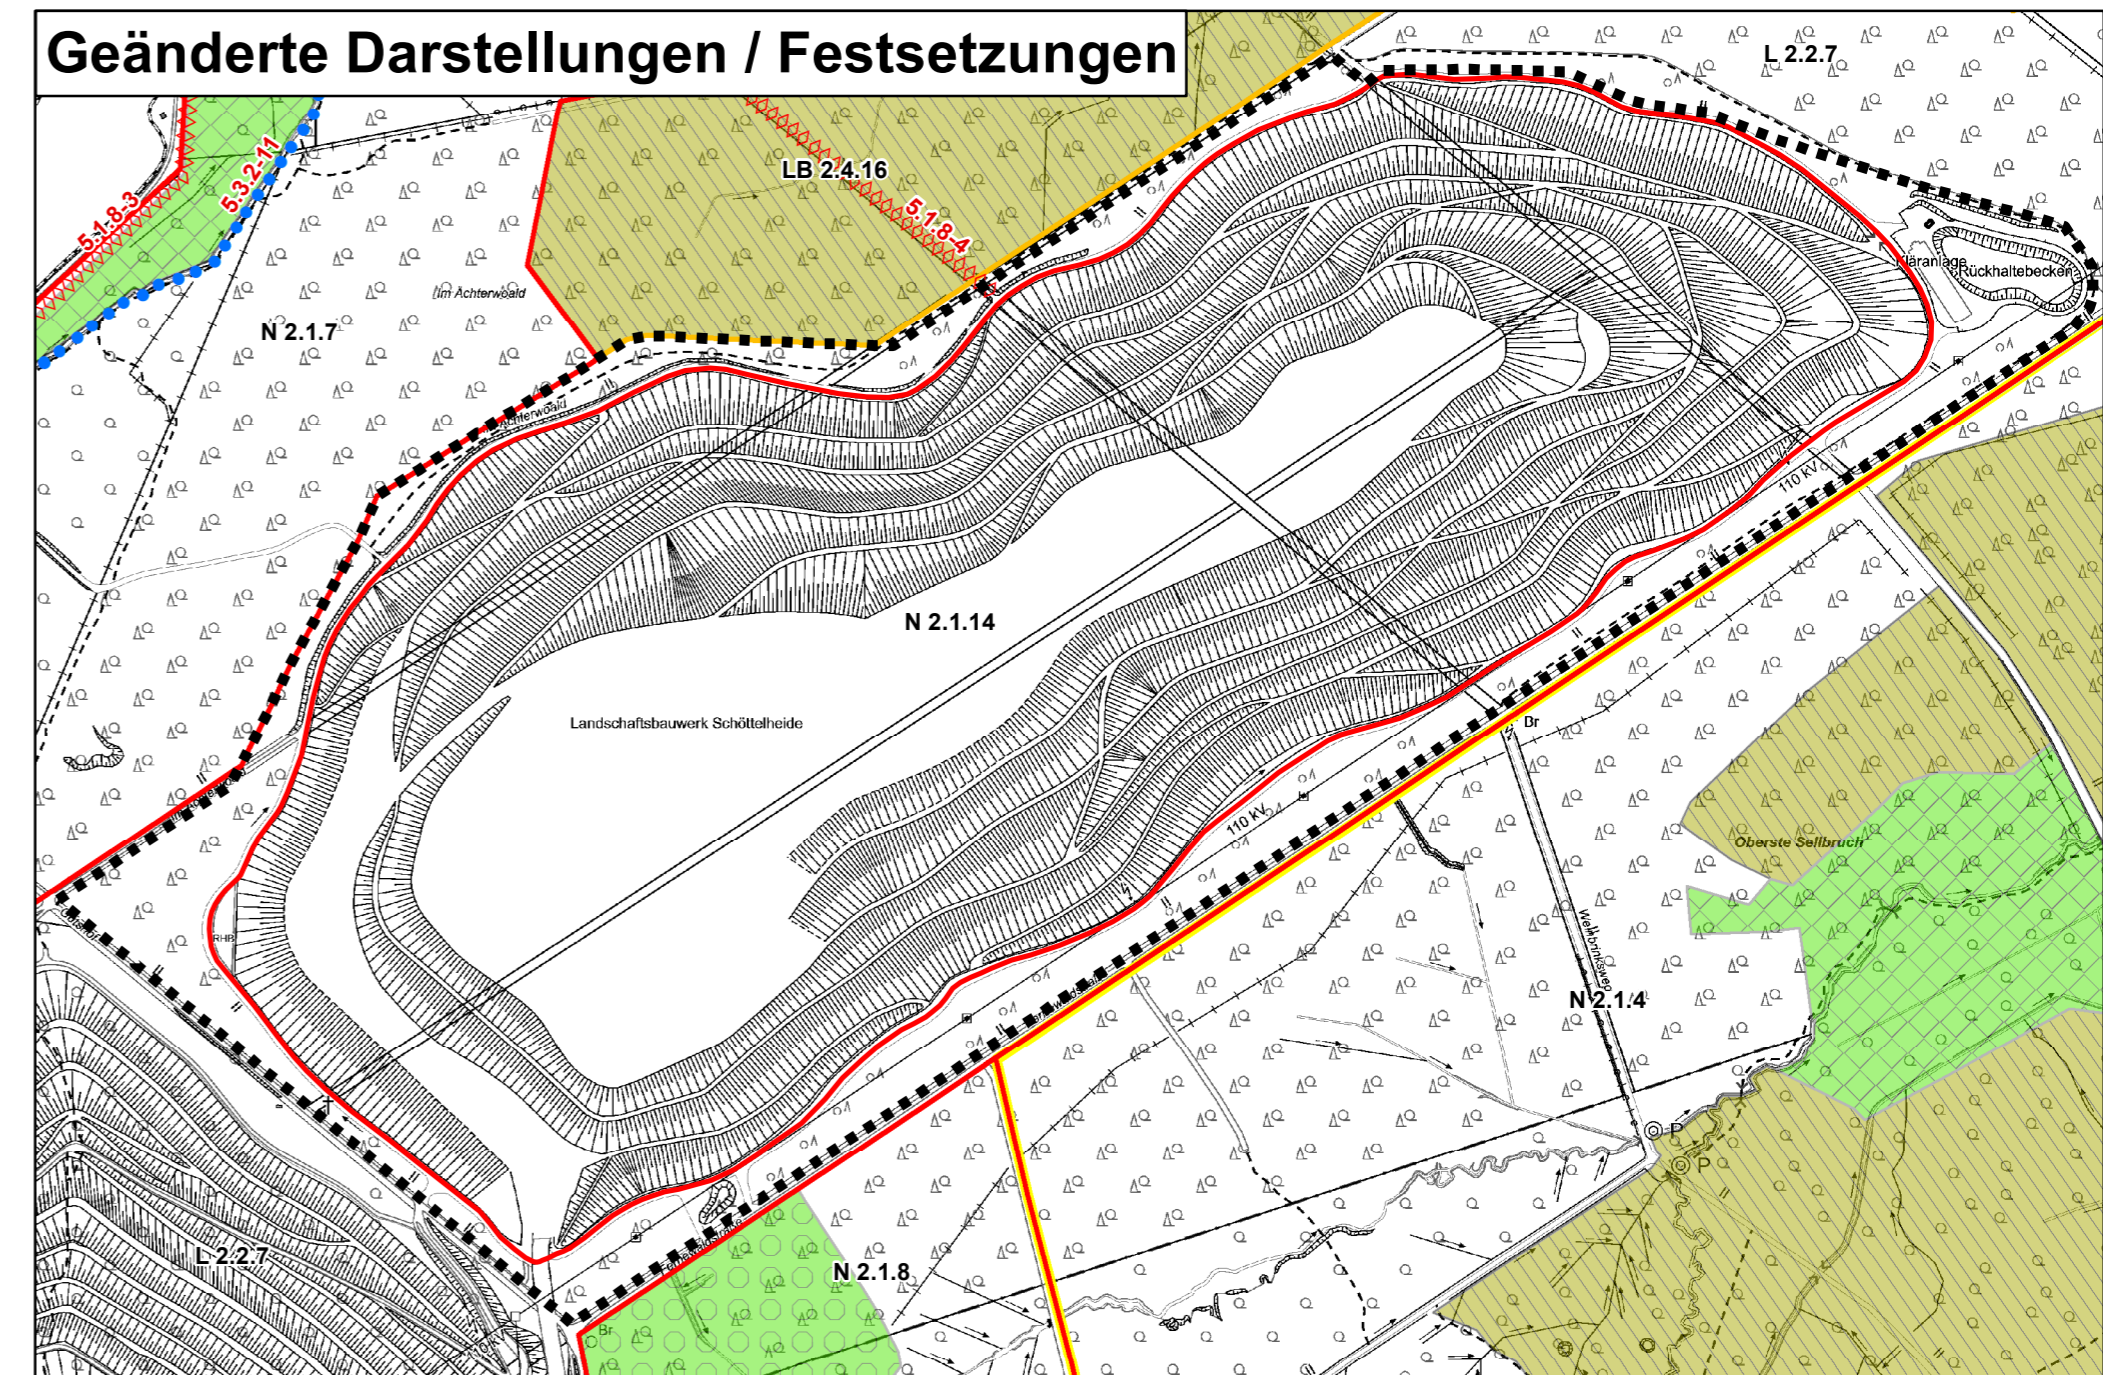 Geänderte Darstellungen / Festsetzungen
L 2.2.7
5.1.8-3
5.3.2-11
LB 2.4.16
5.1.8-4
Kläranlage
Rückhaltebecken
Im Achterwoald
N 2.1.7
Achterwoald
110 kV
N 2.1.14
Landschaftsbauwerk Schöttelheide
Br
110 kV
Oberste Sellbruch
RHB
Wellbrinksweg
N 2.1.4
P
P
L 2.2.7
N 2.1.8
Br